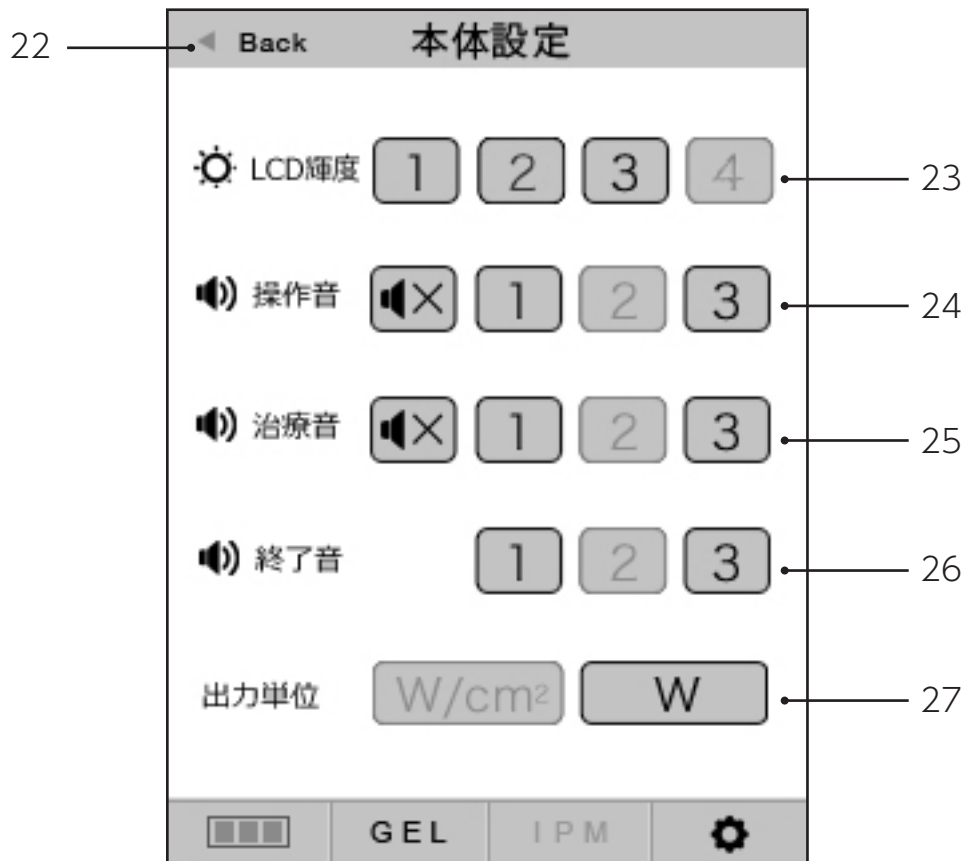 22 Back 本体設定
LCD輝度 1 2 3 4 23
操作音 1 2 3 24
治療音 1 2 3 25
終了音 1 2 3 26
出力単位 W/cm² W 27
GEL IPM